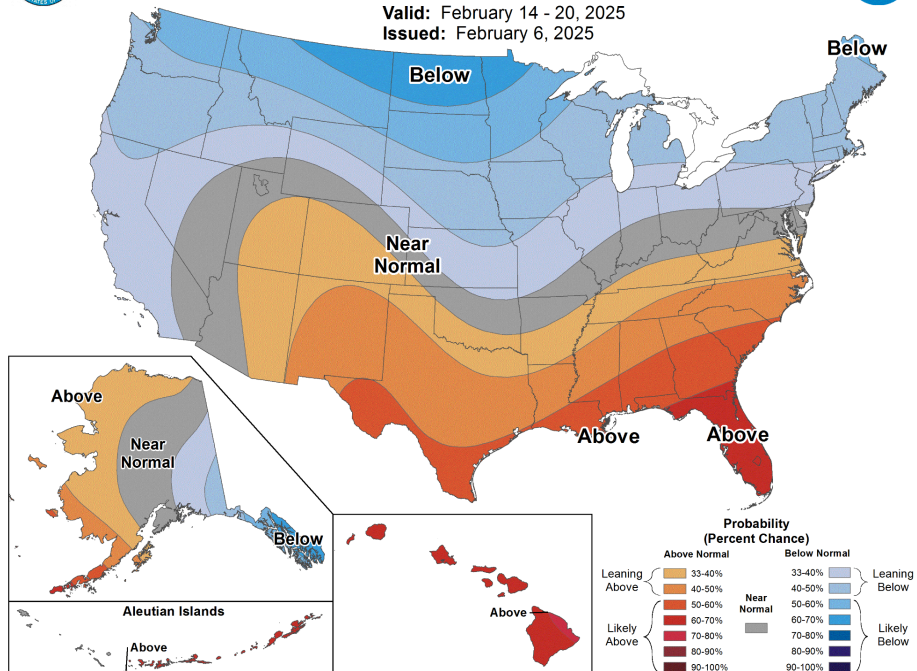 Valid: February 14 - 20, 2025
Issued: February 6, 2025
Below
Below
Near
Normal
Above
Above
Above
Near
Normal
Below
Aleutian Islands
Above
Above
Probability
(Percent Chance)
Above Normal
Below Normal
Leaning
Above
33-40%
40-50%
50-60%
60-70%
70-80%
80-90%
90-100%
Likely
Above
Near
Normal
33-40%
40-50%
50-60%
60-70%
70-80%
80-90%
90-100%
Leaning
Below
Likely
Below